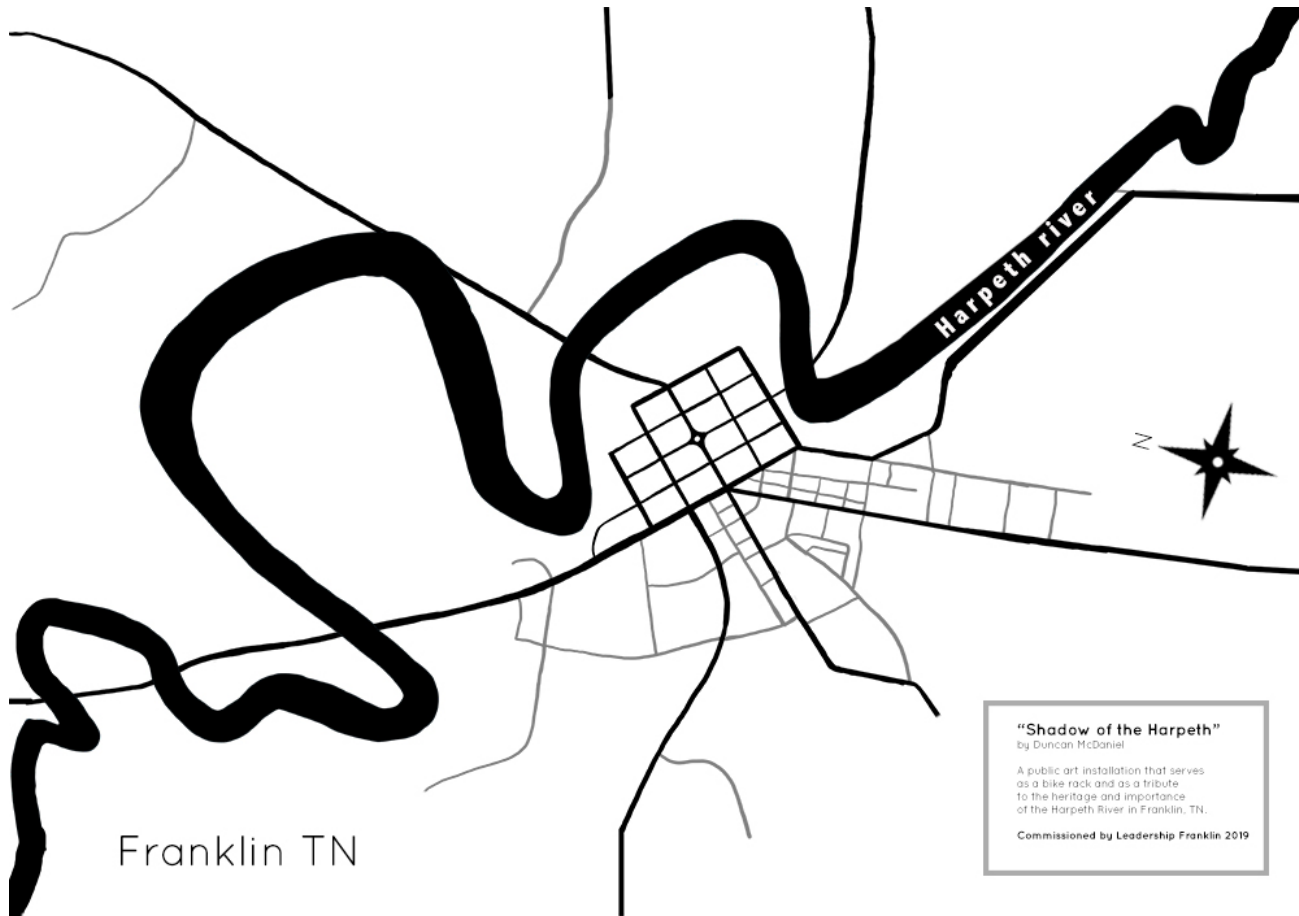 Harpeth river
N
“Shadow of the Harpeth”
by Duncan McDaniel
A public art installation that serves
as a bike rack and as a tribute
to the heritage and importance
of the Harpeth River in Franklin, TN.
Commissioned by Leadership Franklin 2019
Franklin TN